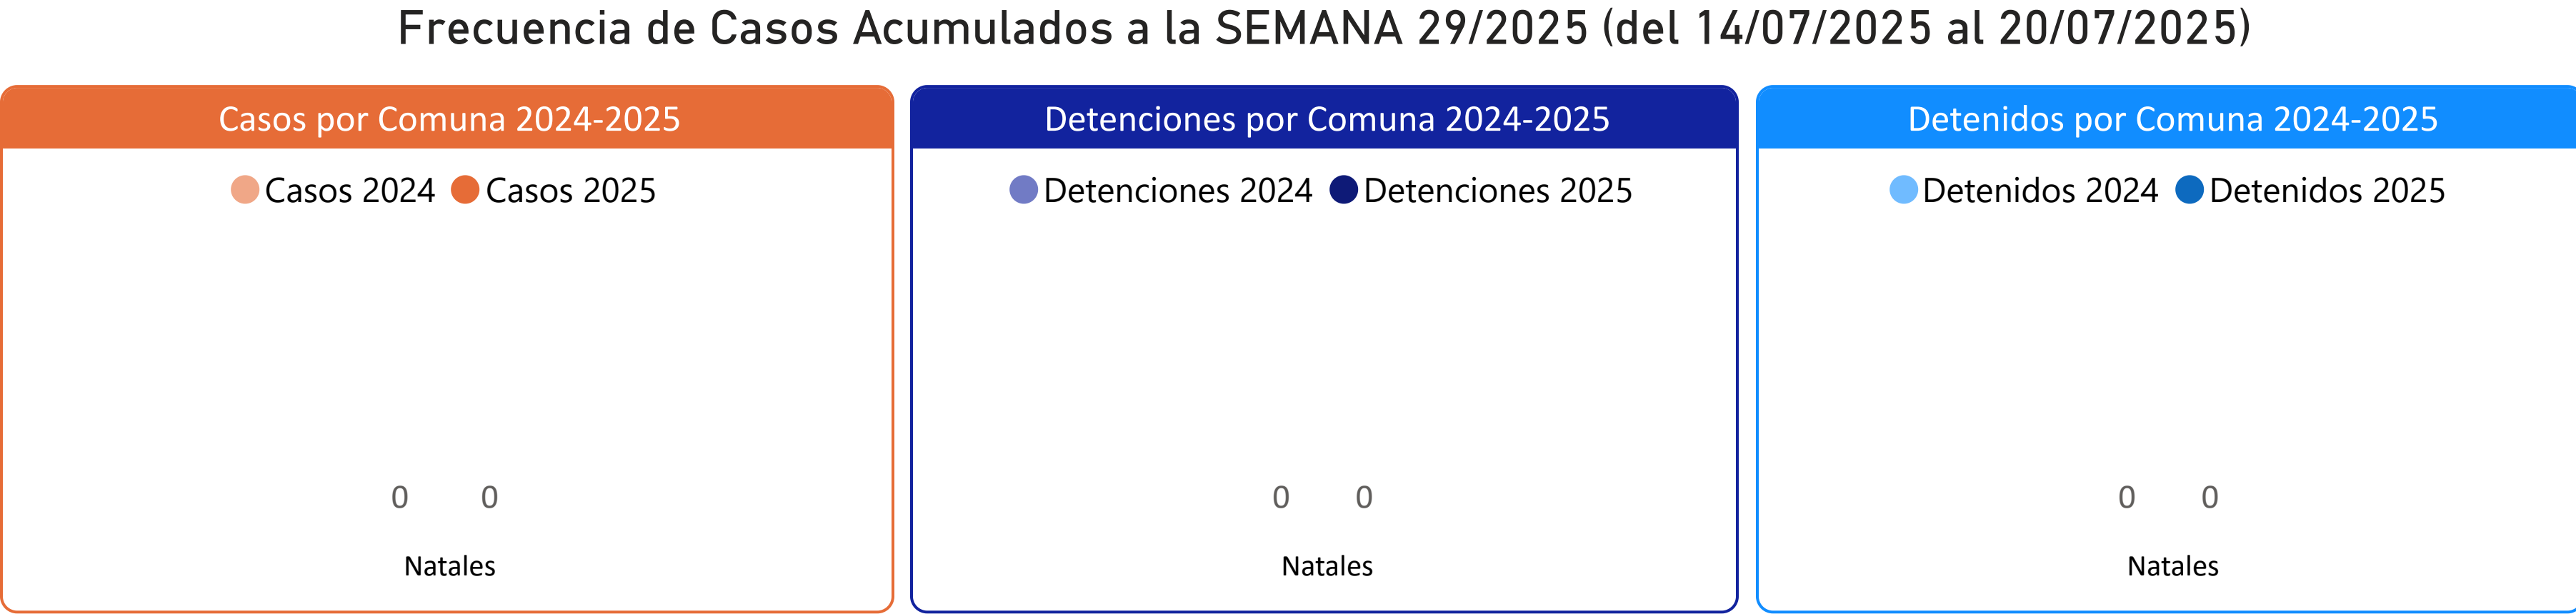 Frecuencia de Casos Acumulados a la SEMANA 29/2025 (del 14/07/2025 al 20/07/2025)
Casos por Comuna 2024-2025
Casos 2024 Casos 2025
0 0
Natales
Detenciones por Comuna 2024-2025
Detenciones 2024 Detenciones 2025
0 0
Natales
Detenidos por Comuna 2024-2025
Detenidos 2024 Detenidos 2025
0 0
Natales